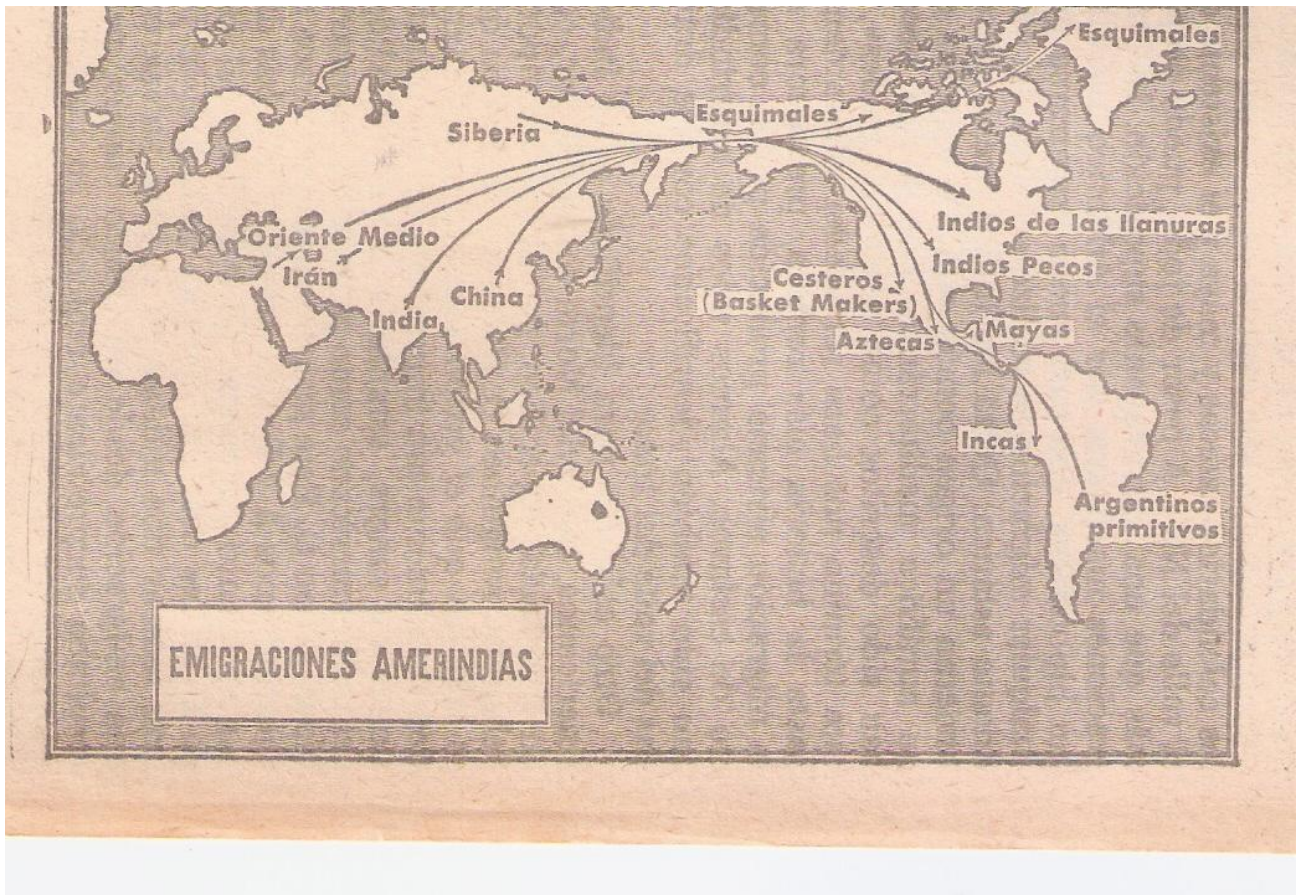 Esquimales
Esquimales
Siberia
Indios de las llanuras
Oriente Medio
Indios Pecos
Irán
Cesteros
(Basket Makers)
China
India
Mayas
Aztecas
Incas
Argentinos
primitivos
EMIGRACIONES AMERINDIAS